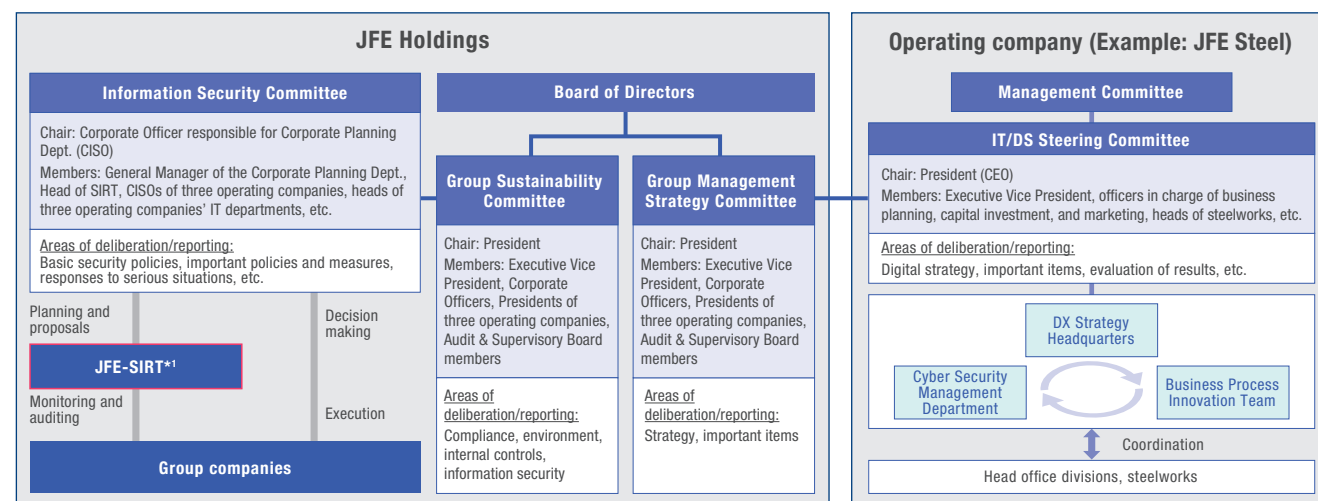 JFE Holdings
Information Security Committee
Chair: Corporate Officer responsible for Corporate Planning
Dept. (CISO)
Members: General Manager of the Corporate Planning Dept.,
Head of SIRT, CISOs of three operating companies, heads of
three operating companies' IT departments, etc.
Areas of deliberation/reporting:
Basic security policies, important policies and measures,
responses to serious situations, etc.
Planning and
proposals
Decision
making
JFE-SIRT*1
Monitoring and
auditing
Execution
Group companies
Board of Directors
Group Sustainability
Committee
Chair: President
Members: Executive Vice
President, Corporate
Officers, Presidents of
three operating companies,
Audit & Supervisory Board
members
Areas of
deliberation/reporting:
Compliance, environment,
internal controls,
information security
Group Management
Strategy Committee
Chair: President
Members: Executive Vice
President, Corporate
Officers, Presidents of
three operating companies,
Audit & Supervisory Board
members
Areas of
deliberation/reporting:
Strategy, important items
Operating company (Example: JFE Steel)
Management Committee
IT/DS Steering Committee
Chair: President (CEO)
Members: Executive Vice President, officers in charge of business
planning, capital investment, and marketing, heads of steelworks, etc.
Areas of deliberation/reporting:
Digital strategy, important items, evaluation of results, etc.
DX Strategy
Headquarters
Cyber Security
Management
Department
Business Process
Innovation Team
Coordination
Head office divisions, steelworks